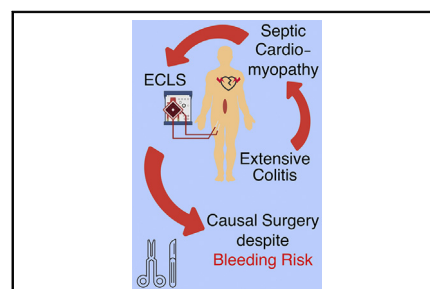 Septic
Cardio-
myopathy
ECLS
Extensive
Colitis
Causal Surgery
despite
Bleeding Risk